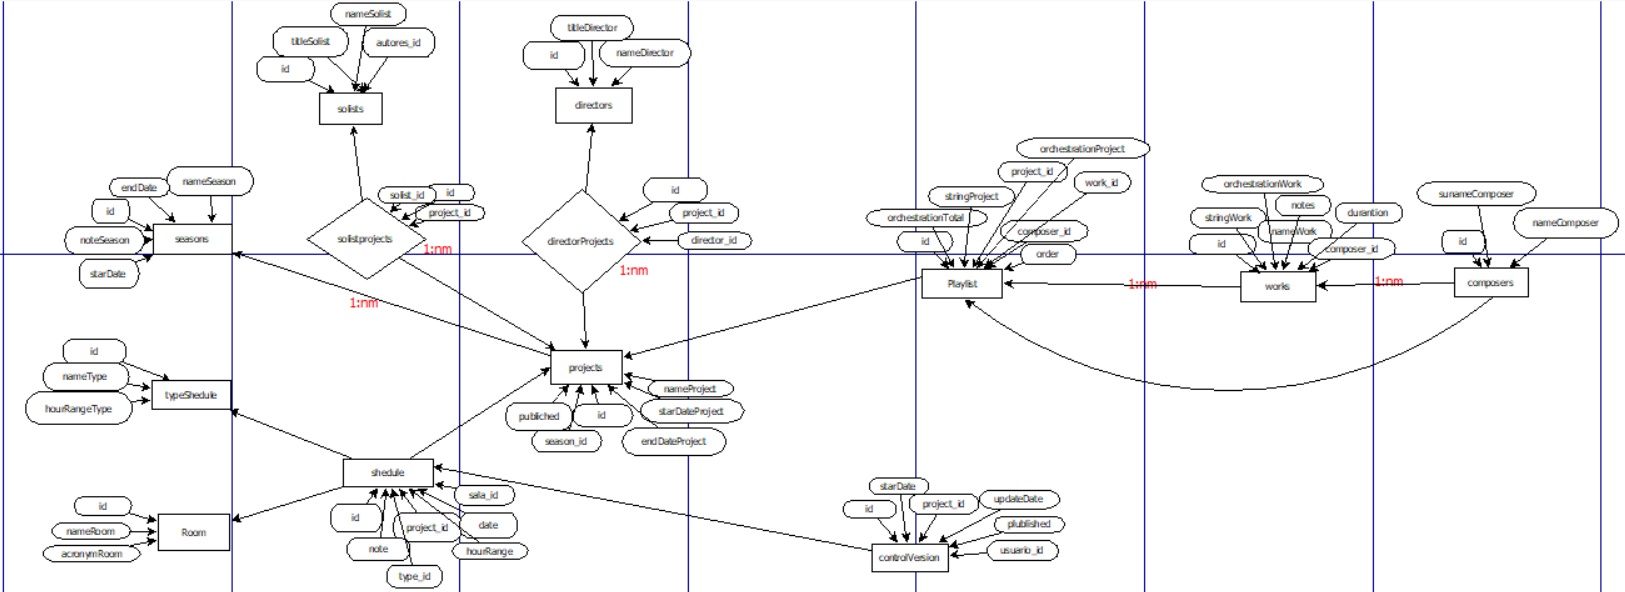 nameSolist
titleSolist
autores_id
id
solists
titleDirector
id
nameDirector
directors
endDate
nameSeason
id
noteSeason
seasons
starDate
solist_id
id
project_id
solistprojects
1:nm
id
project_id
director_id
directorProjects
1:nm
1:nm
orchestrationProject
project_id
work_id
stringProject
orchestrationTotal
id
composer_id
order
Playlist
1:nm
orchestrationWork
notes
stringWork
durantion
nameWork
id
composer_id
works
1:nm
sunameComposer
nameComposer
id
composers
id
nameType
hourRangeType
typeShedule
projects
nameProject
publiched
id
starDateProject
season_id
endDateProject
shedule
sala_id
id
project_id
date
note
hourRange
type_id
id
nameRoom
acronymRoom
Room
starDate
id
project_id
updateDate
plublished
usuario_id
controlVersion